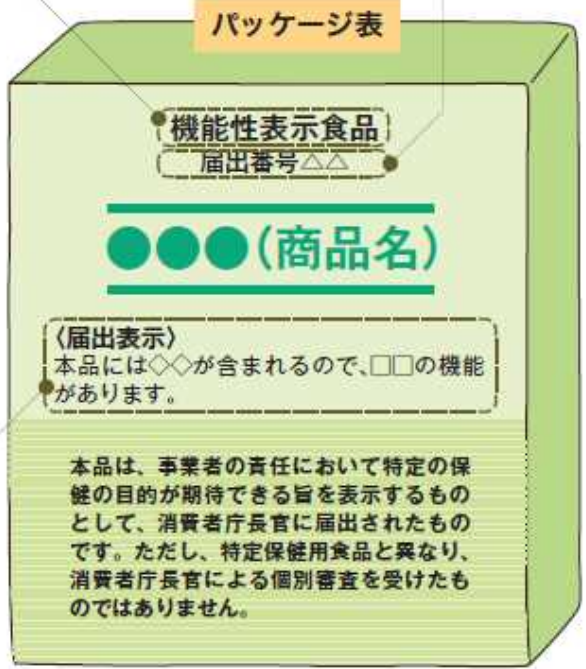 パッケージ表
機能性表示食品
届出番号△△
●●●(商品名)
〈届出表示〉
本品には◇◇が含まれるので、□□の機能
があります。
本品は、事業者の責任において特定の保
健の目的が期待できる旨を表示するもの
として、消費者庁長官に届出されたもの
です。ただし、特定保健用食品と異なり、
消費者庁長官による個別審査を受けたも
のではありません。